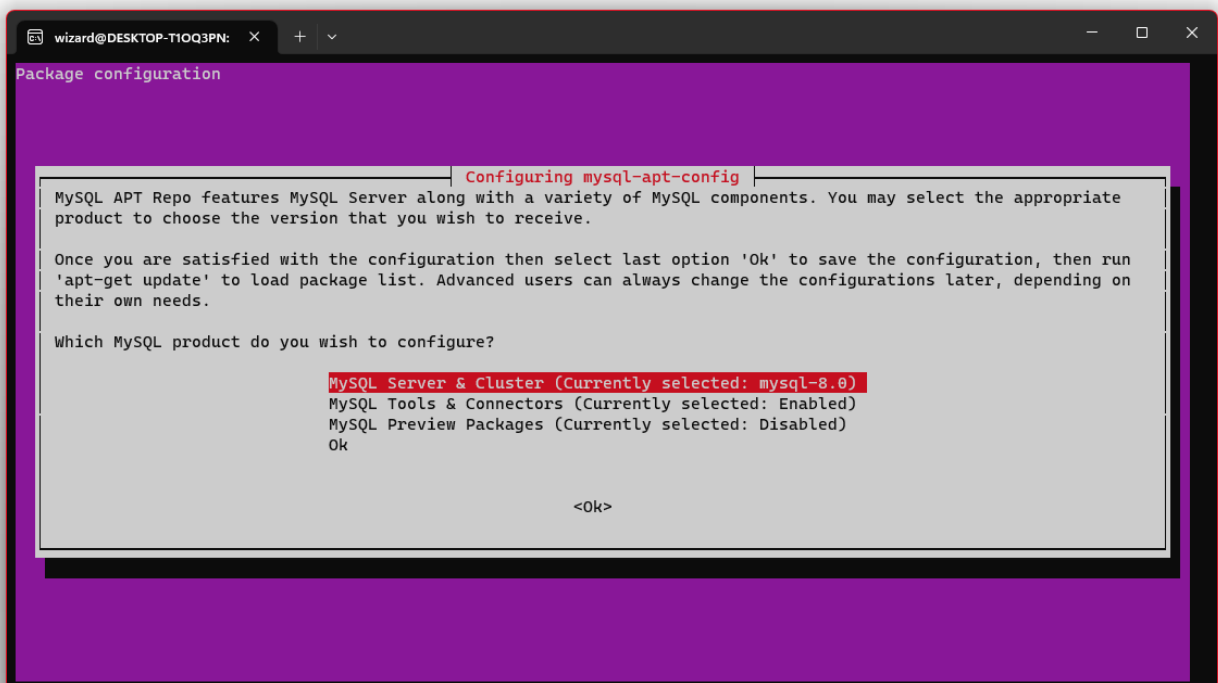 wizard@DESKTOP-T1OQ3PN:
Package configuration
Configuring mysql-apt-config
MySQL APT Repo features MySQL Server along with a variety of MySQL components. You may select the appropriate
product to choose the version that you wish to receive.
Once you are satisfied with the configuration then select last option 'Ok' to save the configuration, then run
'apt-get update' to load package list. Advanced users can always change the configurations later, depending on
their own needs.
Which MySQL product do you wish to configure?
MySQL Server & Cluster (Currently selected: mysql-8.0)
MySQL Tools & Connectors (Currently selected: Enabled)
MySQL Preview Packages (Currently selected: Disabled)
Ok
<Ok>